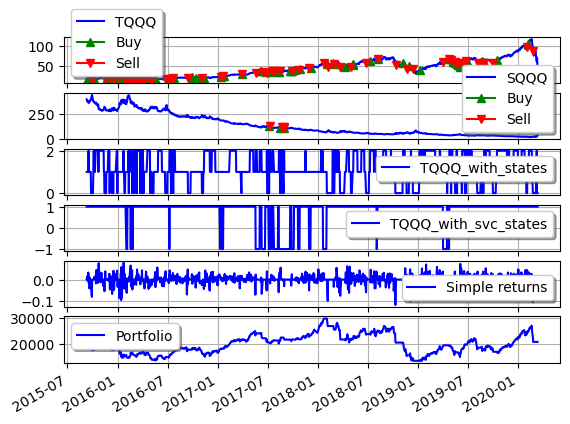 TQQQ
Buy
Sell
100
50
SQQQ
Buy
Sell
250
0
2
0
TQQQ_with_states
1
0
−1
TQQQ_with_svc_states
0.0
−0.1
Simple returns
30000
20000
Portfolio
2015-07
2016-01
2016-07
2017-01
2017-07
2018-01
2018-07
2019-01
2019-07
2020-01